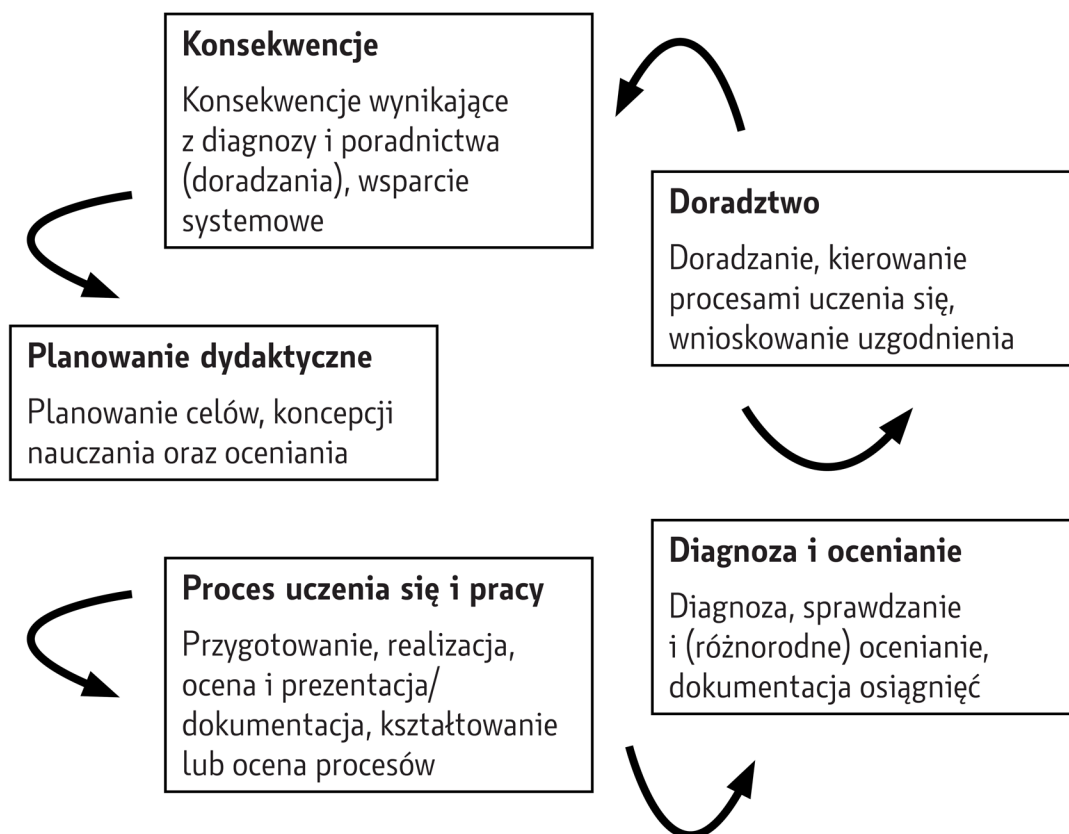 Konsekwencje
Konsekwencje wynikające
z diagnozy i poradnictwa
(doradzania), wsparcie
systemowe
Doradztwo
Doradzanie, kierowanie
procesami uczenia się,
wnioskowanie uzgodnienia
Planowanie dydaktyczne
Planowanie celów, koncepcji
nauczania oraz oceniania
Diagnoza i ocenianie
Diagnoza, sprawdzanie
i (różnorodne) ocenianie,
dokumentacja osiągnięć
Proces uczenia się i pracy
Przygotowanie, realizacja,
ocena i prezentacja/
dokumentacja, kształtowanie
lub ocena procesów